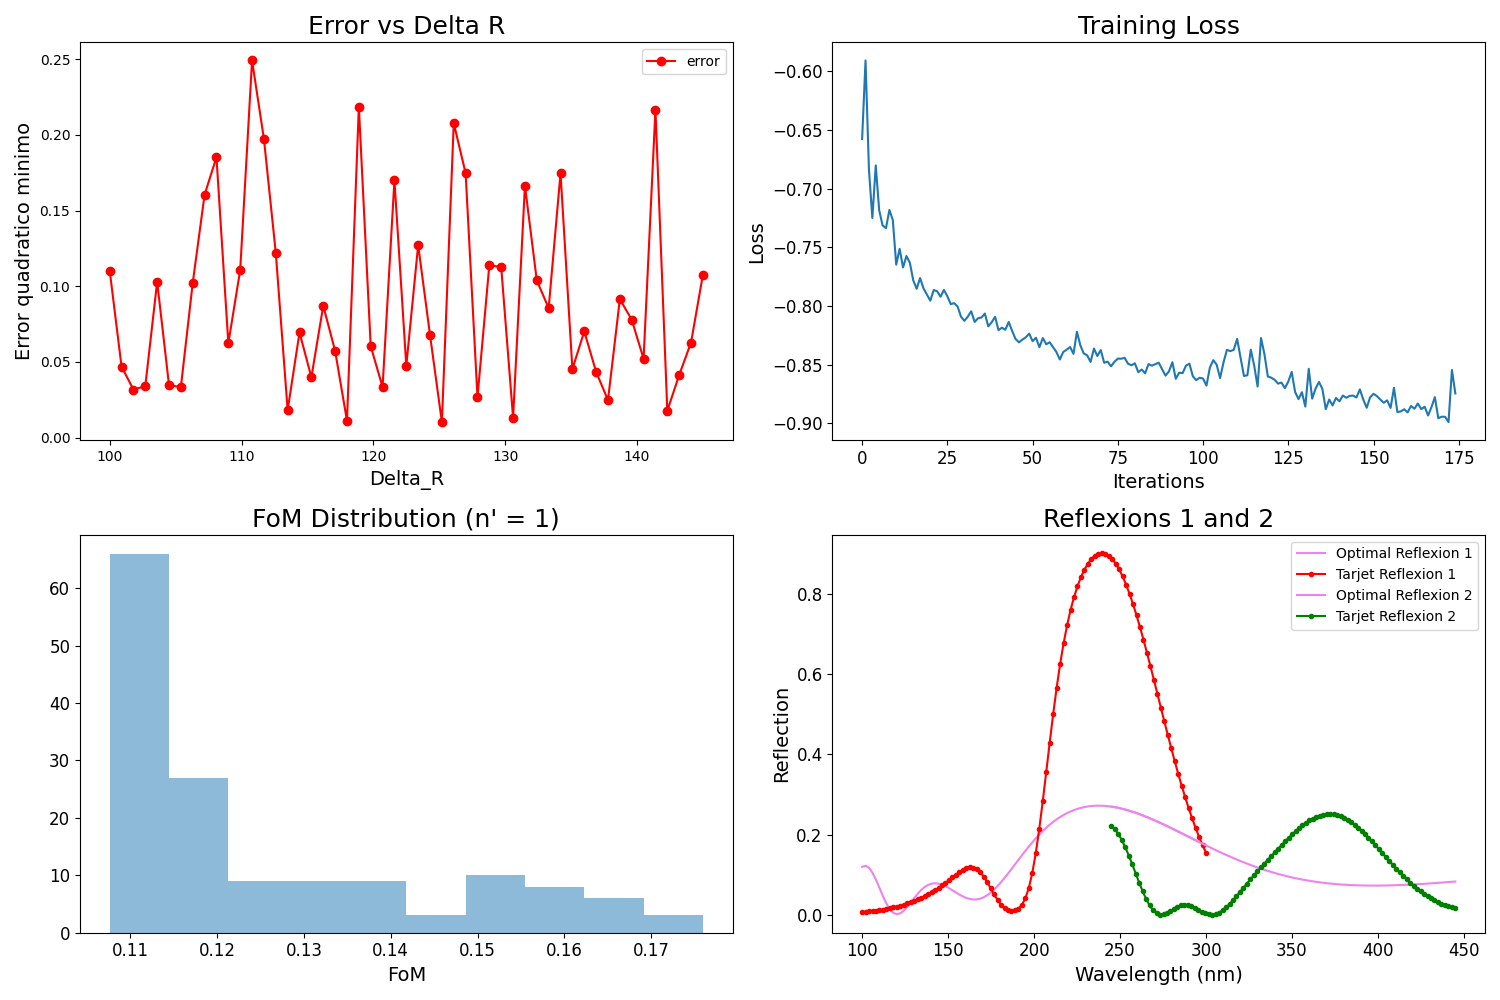 Error vs Delta R
error
Error quadratico minimo
0.25
0.20
0.15
0.10
0.05
0.00
100 110 120 130 140
Delta_R
Training Loss
Loss
−0.60
−0.65
−0.70
−0.75
−0.80
−0.85
−0.90
0 25 50 75 100 125 150 175
Iterations
FoM Distribution (n' = 1)
60
50
40
30
20
10
0
0.11 0.12 0.13 0.14 0.15 0.16 0.17
FoM
Reflexions 1 and 2
Optimal Reflexion 1
Tarjet Reflexion 1
Optimal Reflexion 2
Tarjet Reflexion 2
Reflection
0.8
0.6
0.4
0.2
0.0
100 150 200 250 300 350 400 450
Wavelength (nm)